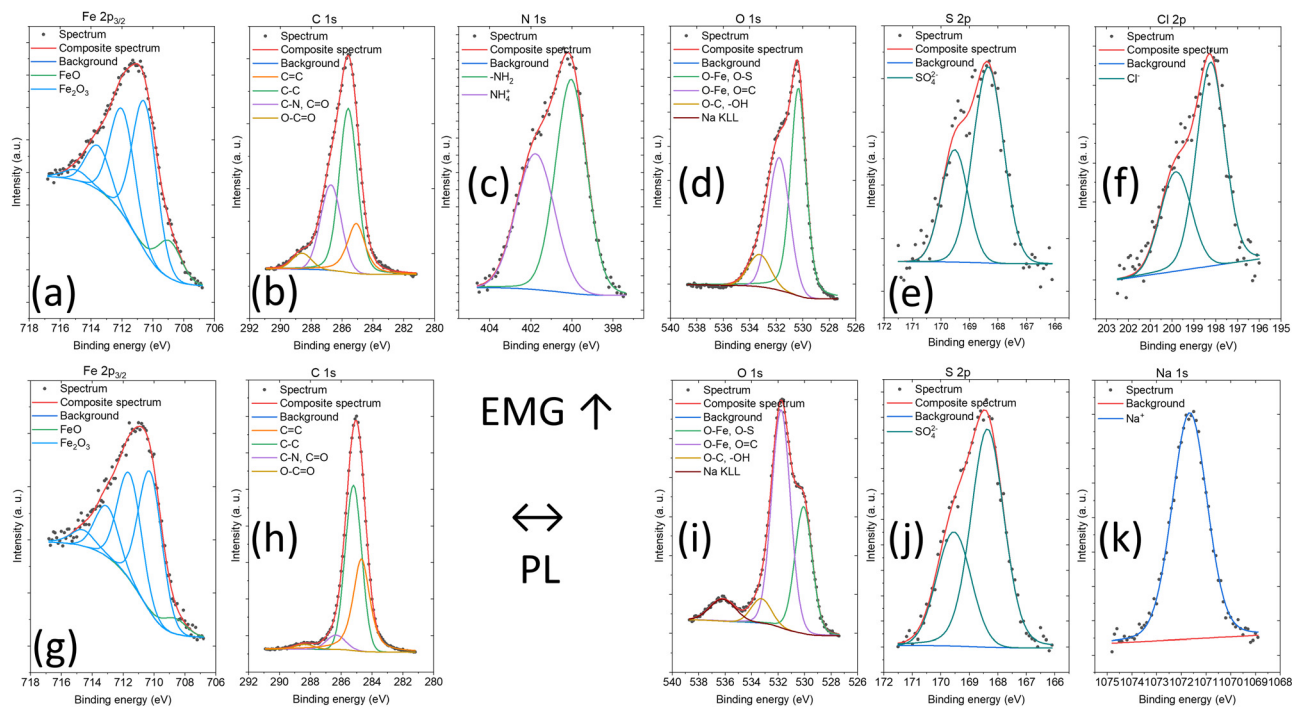 Fe 2p3/2
Spectrum
Composite spectrum
Background
FeO
Fe2O3
Intensity (a. u.)
(a)
718 716 714 712 710 708 706
Binding energy (eV)
C 1s
Spectrum
Composite spectrum
Background
C=C
C-C
C-N, C=O
O-C=O
Intensity (a. u.)
(b)
292 290 288 286 284 282 280
Binding energy (eV)
N 1s
Spectrum
Composite spectrum
Background
-NH2
NH4+
Intensity (a. u.)
(c)
404 402 400 398
Binding energy (eV)
O 1s
Spectrum
Composite spectrum
Background
O-Fe, O-S
O-Fe, O=C
O-C, -OH
Na KLL
Intensity (a. u.)
(d)
540 538 536 534 532 530 528 526
Binding energy (eV)
S 2p
Spectrum
Composite spectrum
Background
SO42-
Intensity (a. u.)
(e)
172 171 170 169 168 167 166
Binding energy (eV)
Cl 2p
Spectrum
Composite spectrum
Background
Cl-
Intensity (a. u.)
(f)
203 202 201 200 199 198 197 196 195
Binding energy (eV)
Fe 2p3/2
Spectrum
Composite spectrum
Background
FeO
Fe2O3
Intensity (a. u.)
(g)
718 716 714 712 710 708 706
Binding energy (eV)
C 1s
Spectrum
Composite spectrum
Background
C=C
C-C
C-N, C=O
O-C=O
Intensity (a. u.)
(h)
292 290 288 286 284 282 280
Binding energy (eV)
EMG ↑
↔
PL
O 1s
Spectrum
Composite spectrum
Background
O-Fe, O-S
O-Fe, O=C
O-C, -OH
Na KLL
Intensity (a. u.)
(i)
540 538 536 534 532 530 528 526
Binding energy (eV)
S 2p
Spectrum
Composite spectrum
Background
SO42-
Intensity (a. u.)
(j)
172 171 170 169 168 167 166
Binding energy (eV)
Na 1s
Spectrum
Background
Na+
Intensity (a. u.)
(k)
1075 1074 1073 1072 1071 1070 1069 1068
Binding energy (eV)